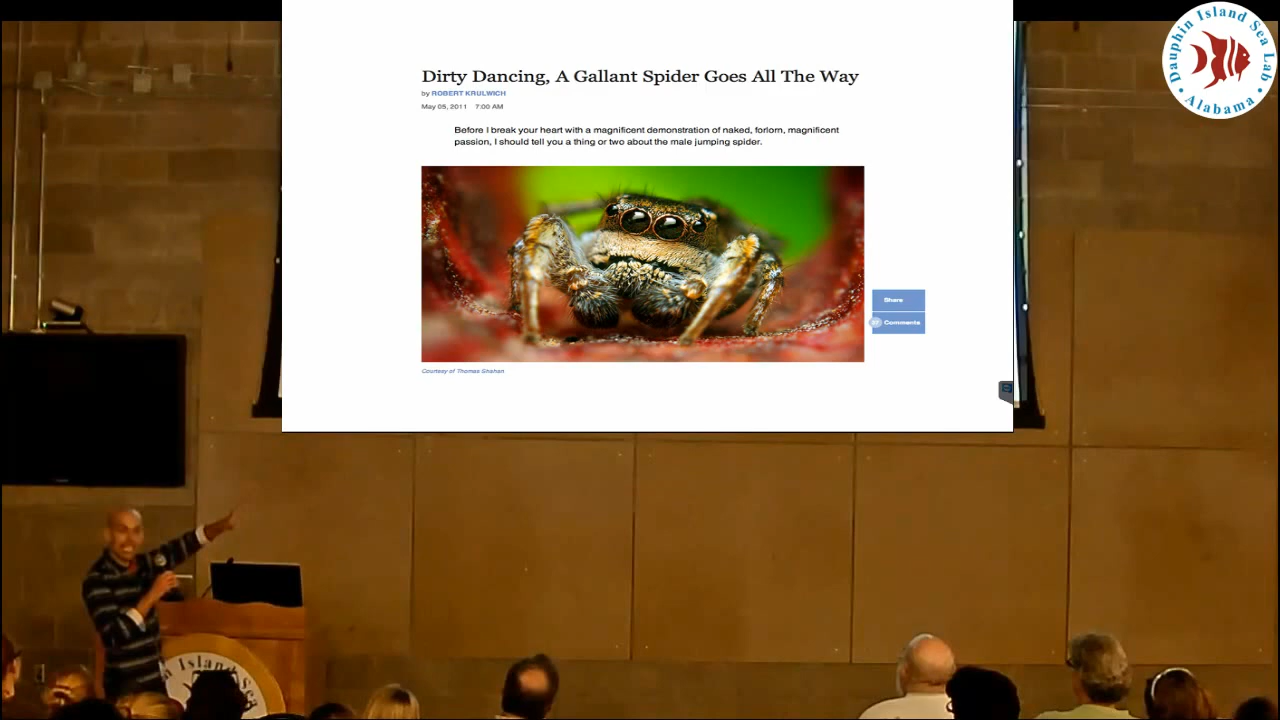 Dirty Dancing, A Gallant Spider Goes All The Way
by ROBERT KRULWICH
May 05, 2011 7:00 AM
Before I break your heart with a magnificent demonstration of naked, forlorn, magnificent
passion, I should tell you a thing or two about the male jumping spider.
Share
Comments
Courtesy of Thomas Shahan
Dauphin Island Sea Lab
Alabama
Island Sea